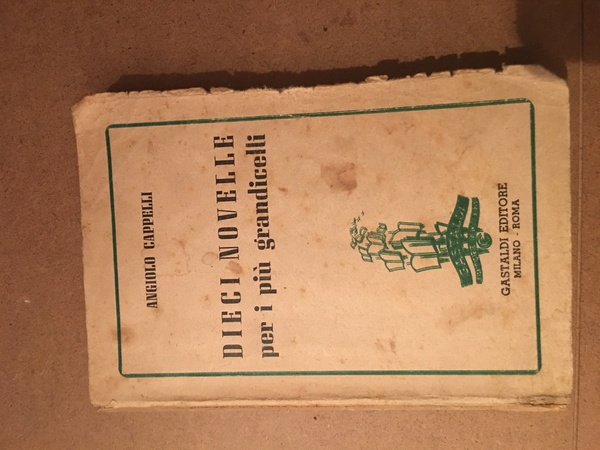 ANGIOLO CAPPELLI
DIECI NOVELLE
per i più grandicelli
GASTALDI EDITORE
MILANO - ROMA